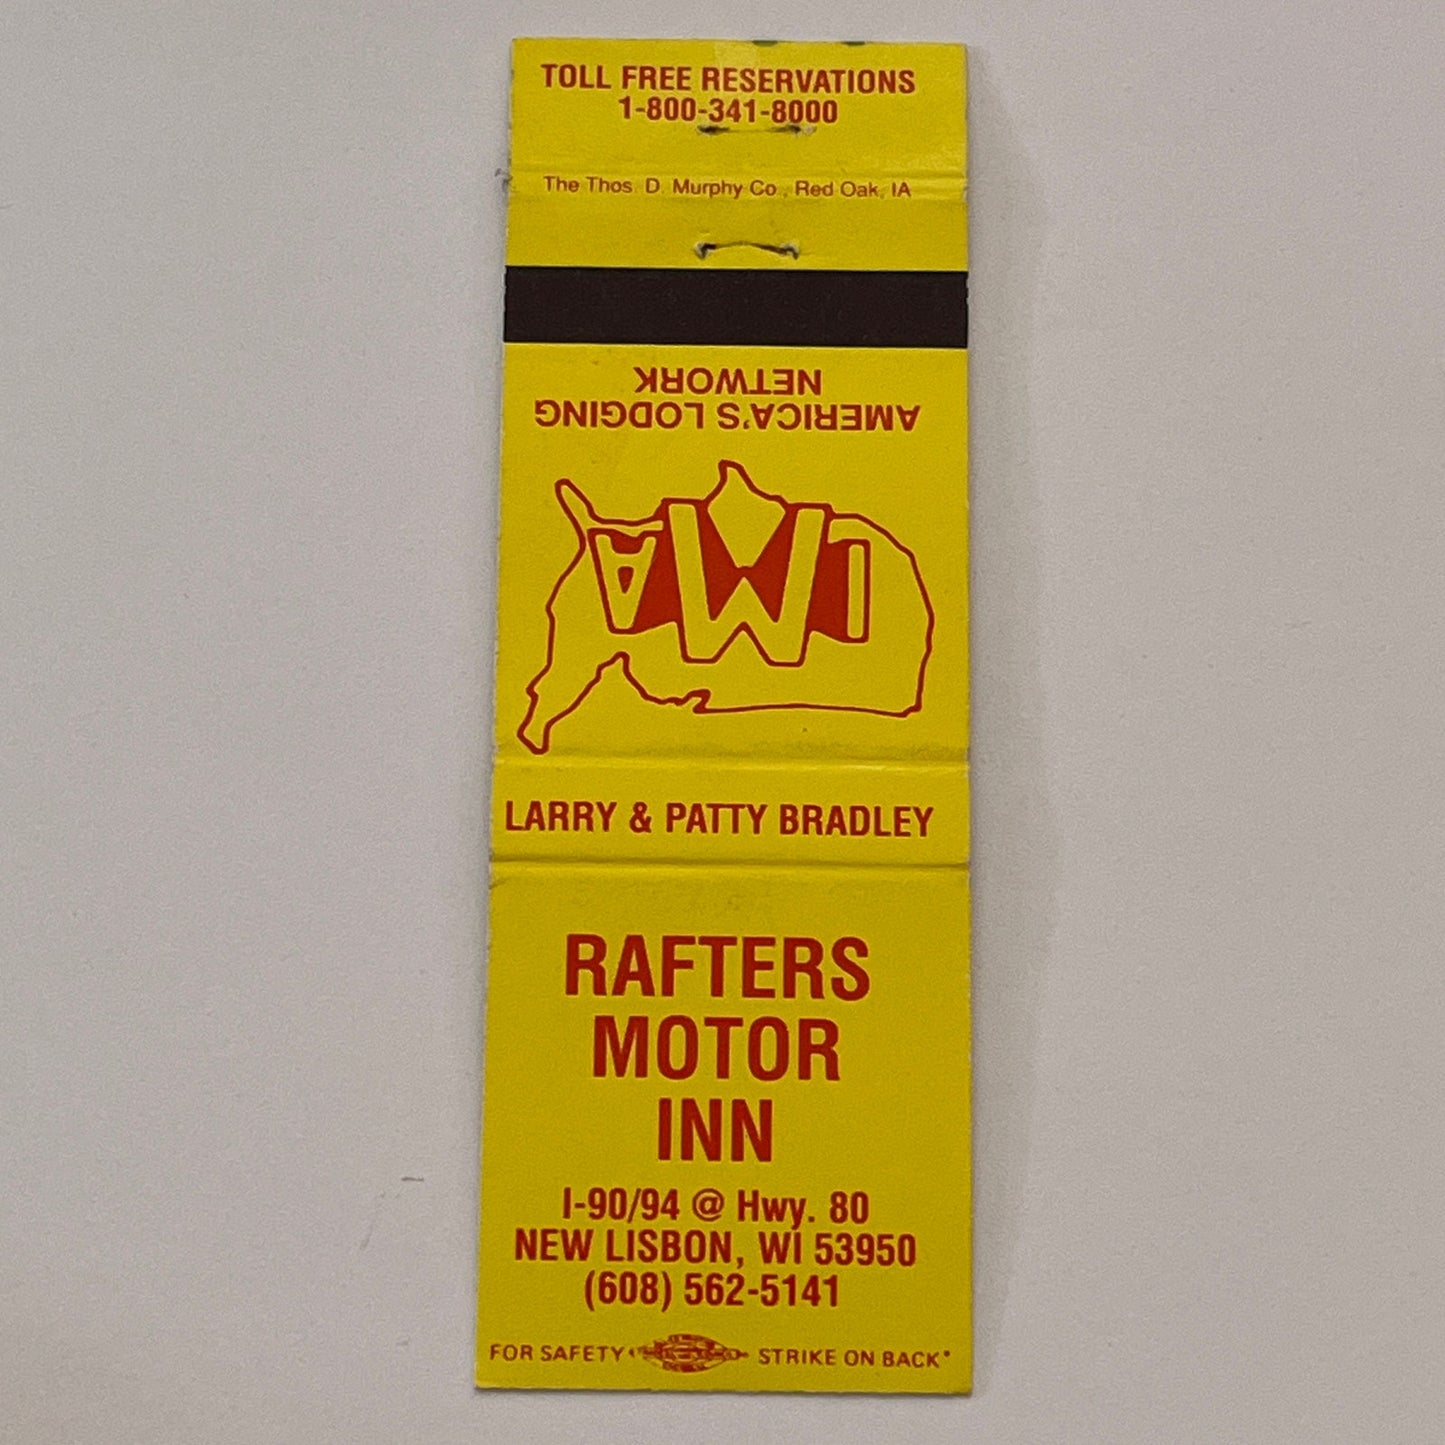 TOLL FREE RESERVATIONS
1-800-341-8000
The Thos. D. Murphy Co., Red Oak, IA
AMERICA'S LODGING
NETWORK
IMA
LARRY & PATTY BRADLEY
RAFTERS
MOTOR
INN
I-90/94 @ Hwy. 80
NEW LISBON, WI 53950
(608) 562-5141
FOR SAFETY STRIKE ON BACK